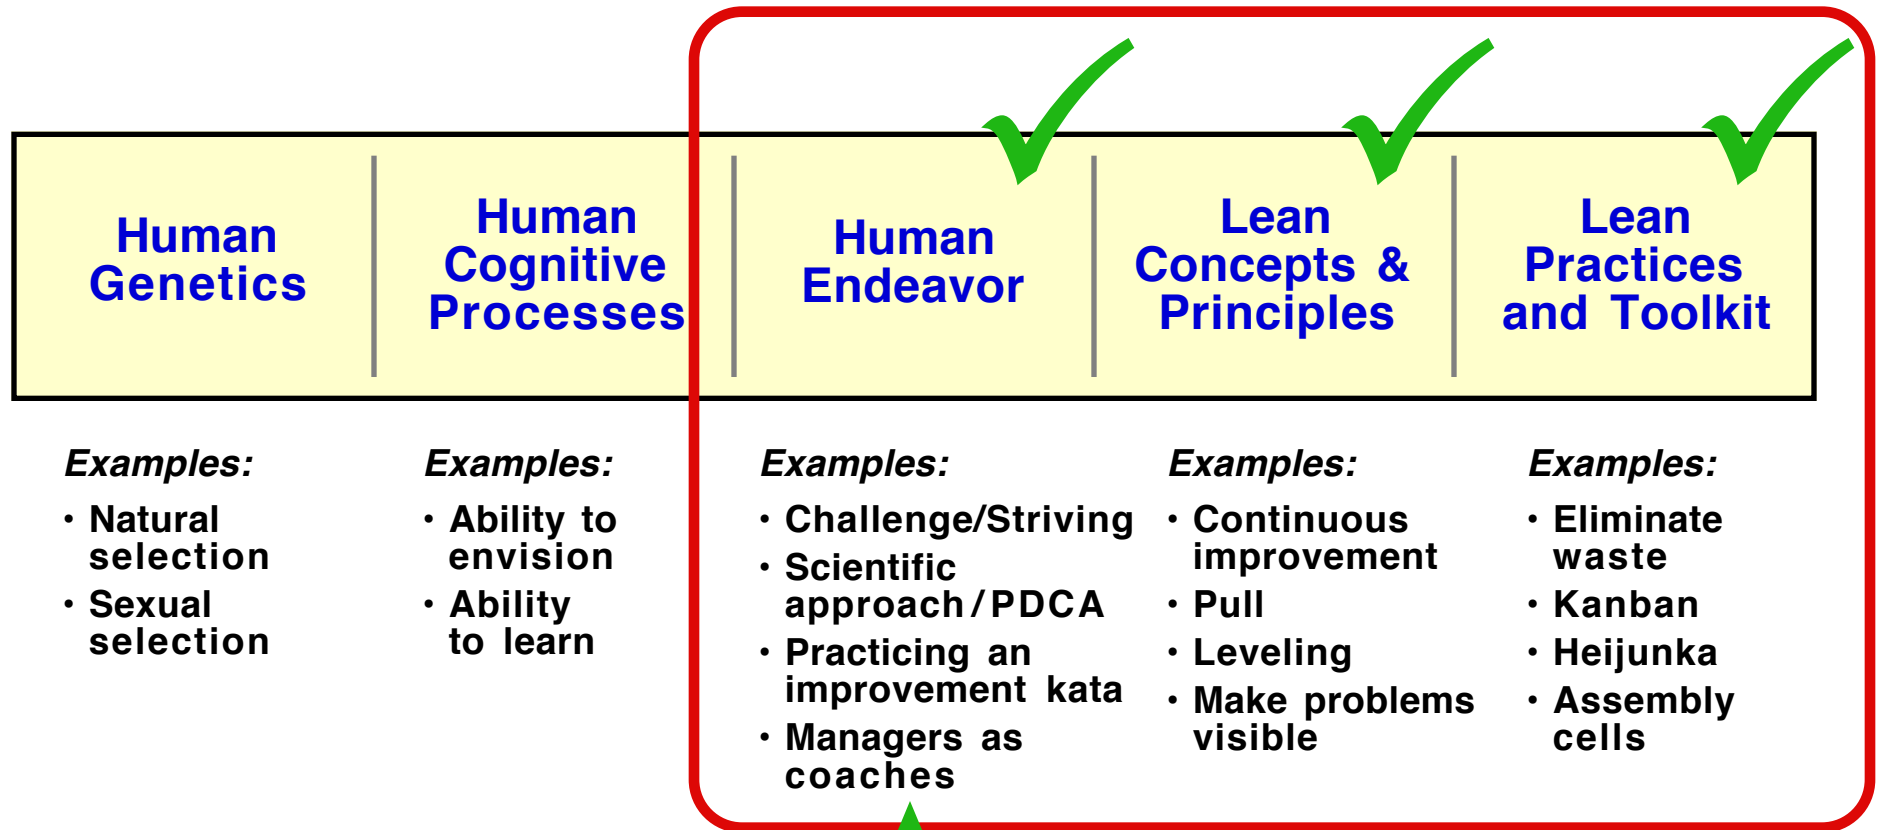 Human
Genetics
Human
Cognitive
Processes
Human
Endeavor
Lean
Concepts &
Principles
Lean
Practices
and Toolkit
Examples:
• Natural
selection
• Sexual
selection
Examples:
• Ability to
envision
• Ability
to learn
Examples:
• Challenge/Striving
• Scientific
approach/PDCA
• Practicing an
improvement kata
• Managers as
coaches
Examples:
• Continuous
improvement
• Pull
• Leveling
• Make problems
visible
Examples:
• Eliminate
waste
• Kanban
• Heijunka
• Assembly
cells